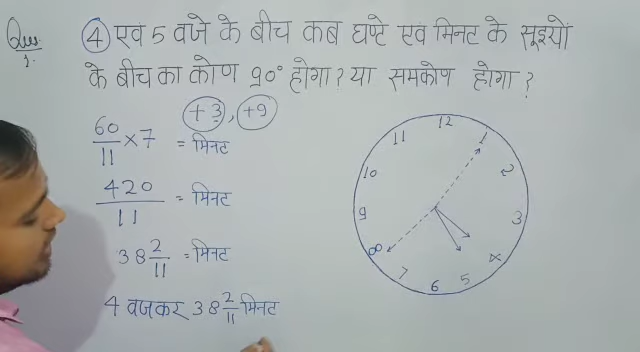 Que 1.
④ एवं 5 वजे के बीच कब घण्टे एवं मिनट के सूइयों
के बीच का कोण 90° होगा? या समकोण होगा?
+3, +9
60/11 × 7 = मिनट
420/11 = मिनट
38 2/11 = मिनट
4 वजकर 38 2/11 मिनट
12
1
2
3
4
5
6
7
8
9
10
11